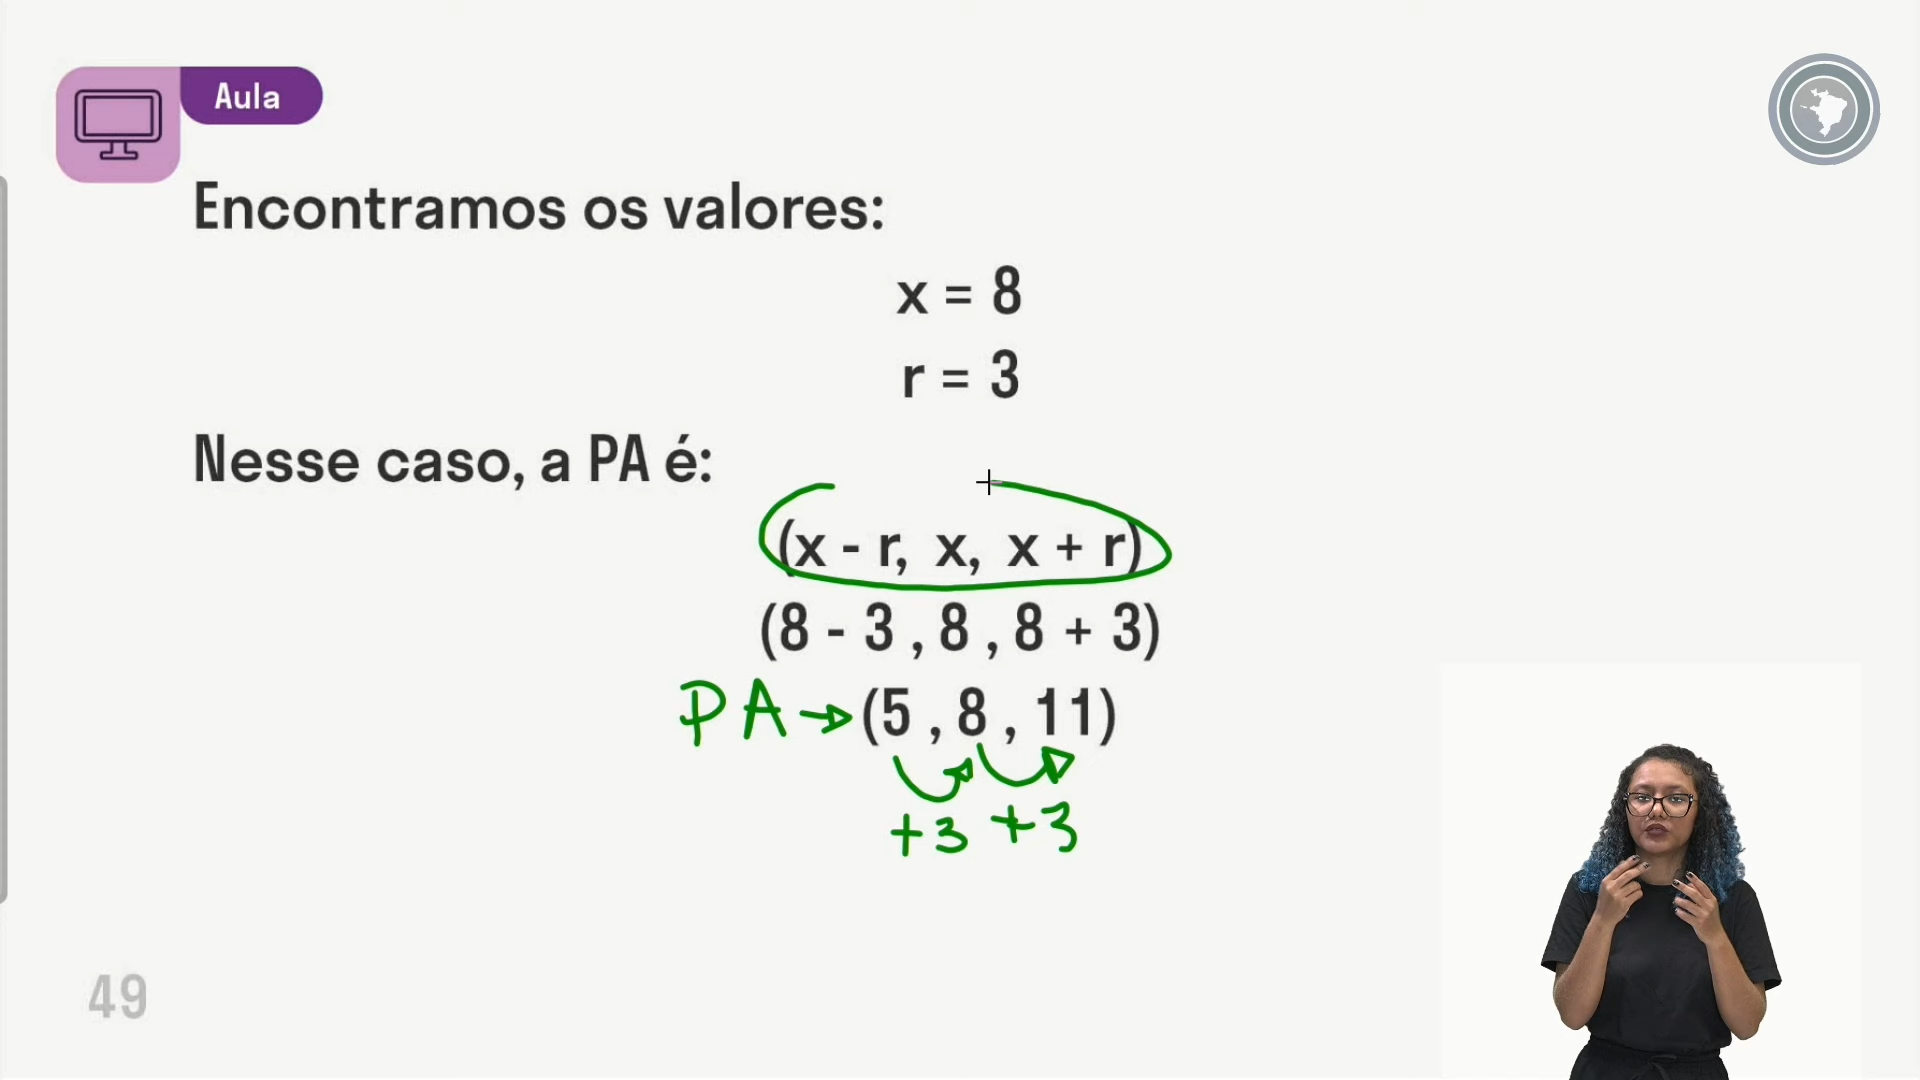 Aula
Encontramos os valores:
x = 8
r = 3
Nesse caso, a PA é:
(x - r, x, x + r)
(8 - 3 , 8 , 8 + 3)
PA → (5 , 8 , 11)
+3 +3
49